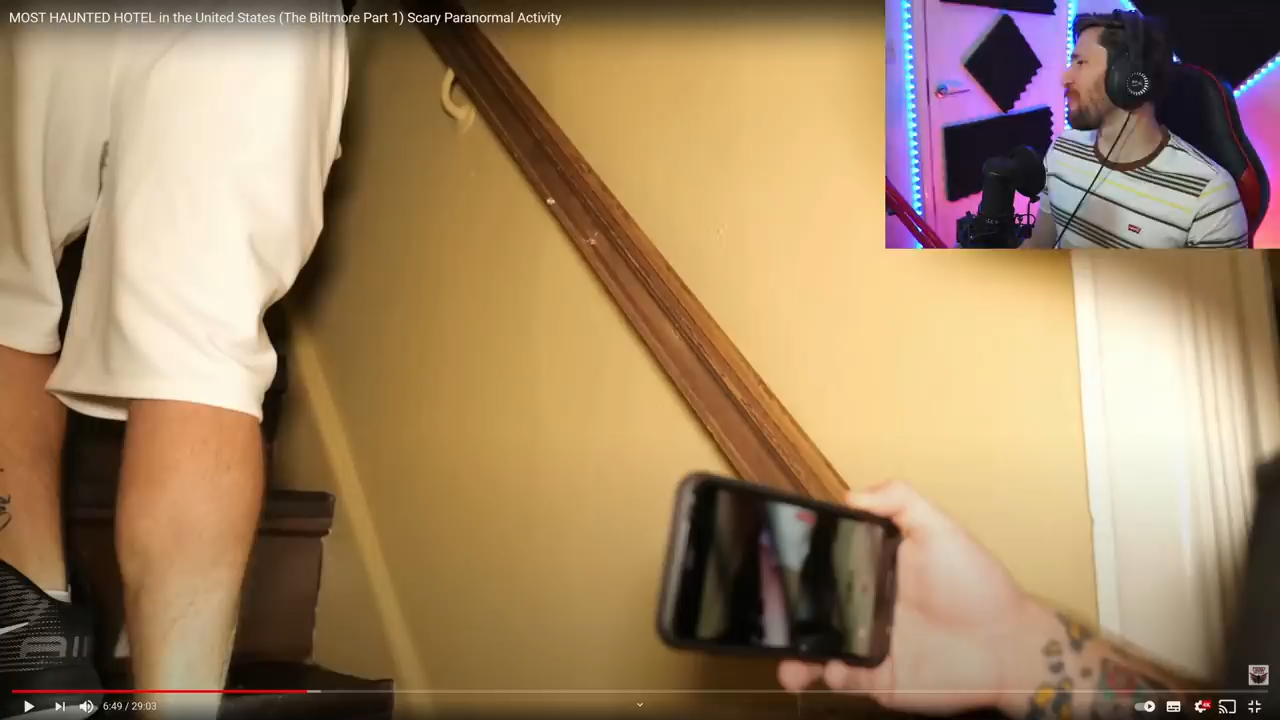 MOST HAUNTED HOTEL in the United States (The Biltmore Part 1) Scary Paranormal Activity
6:49 / 29:03